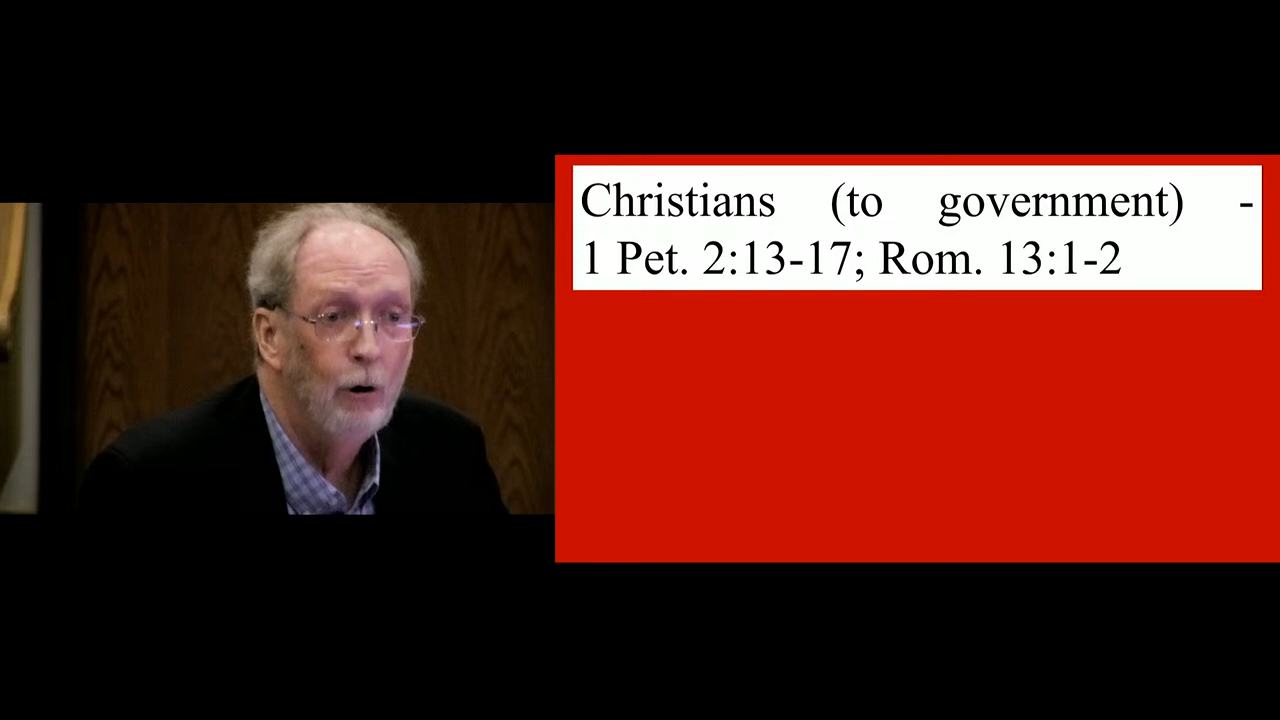 Christians (to government) -
1 Pet. 2:13-17; Rom. 13:1-2